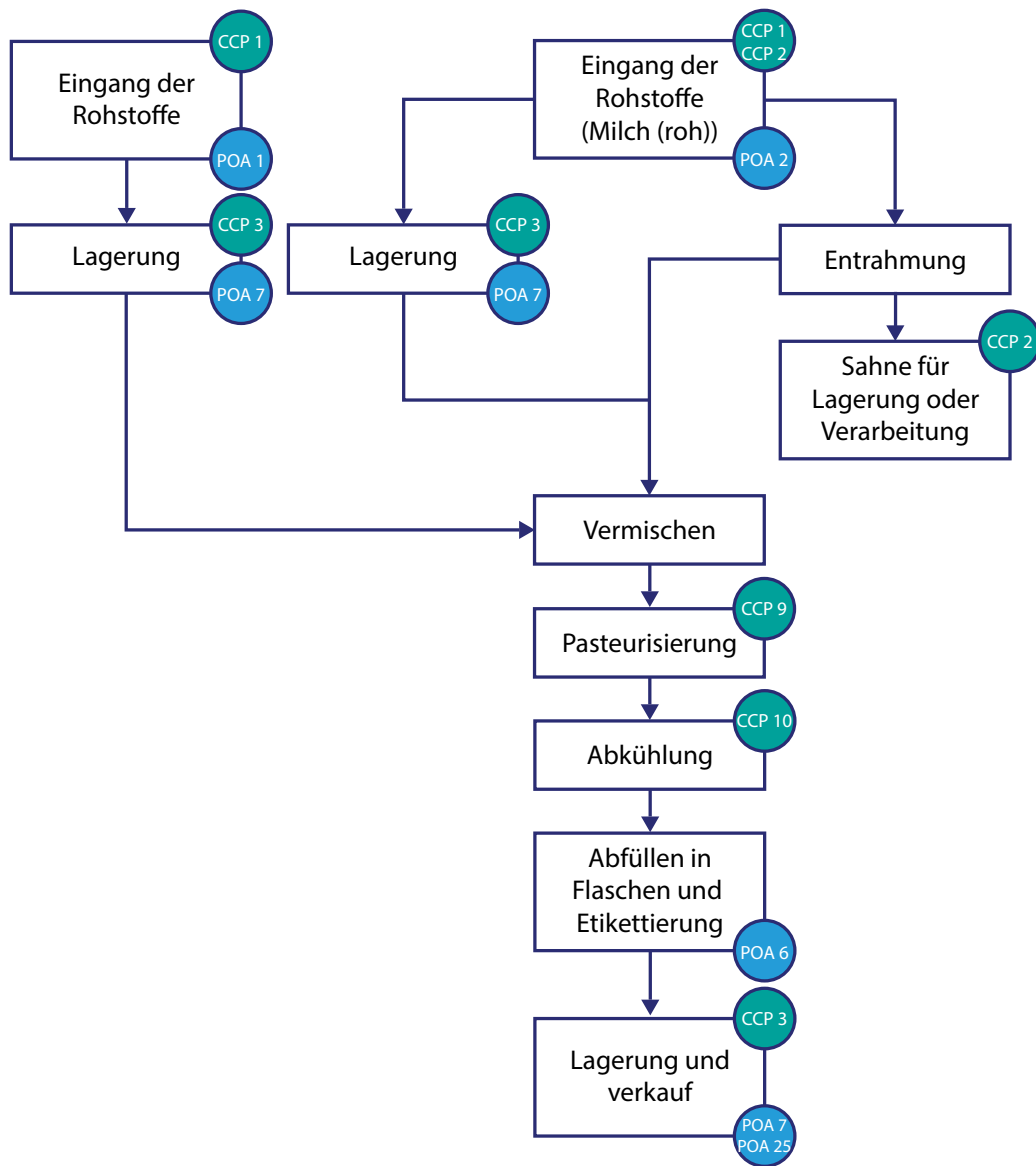 CCP 1
Eingang der
Rohstoffe
POA 1
CCP 1
CCP 2
Eingang der
Rohstoffe
(Milch (roh))
POA 2
CCP 3
Lagerung
POA 7
CCP 3
Lagerung
POA 7
Entrahmung
CCP 2
Sahne für
Lagerung oder
Verarbeitung
Vermischen
CCP 9
Pasteurisierung
CCP 10
Abkühlung
Abfüllen in
Flaschen und
Etikettierung
POA 6
CCP 3
Lagerung und
verkauf
POA 7
POA 25